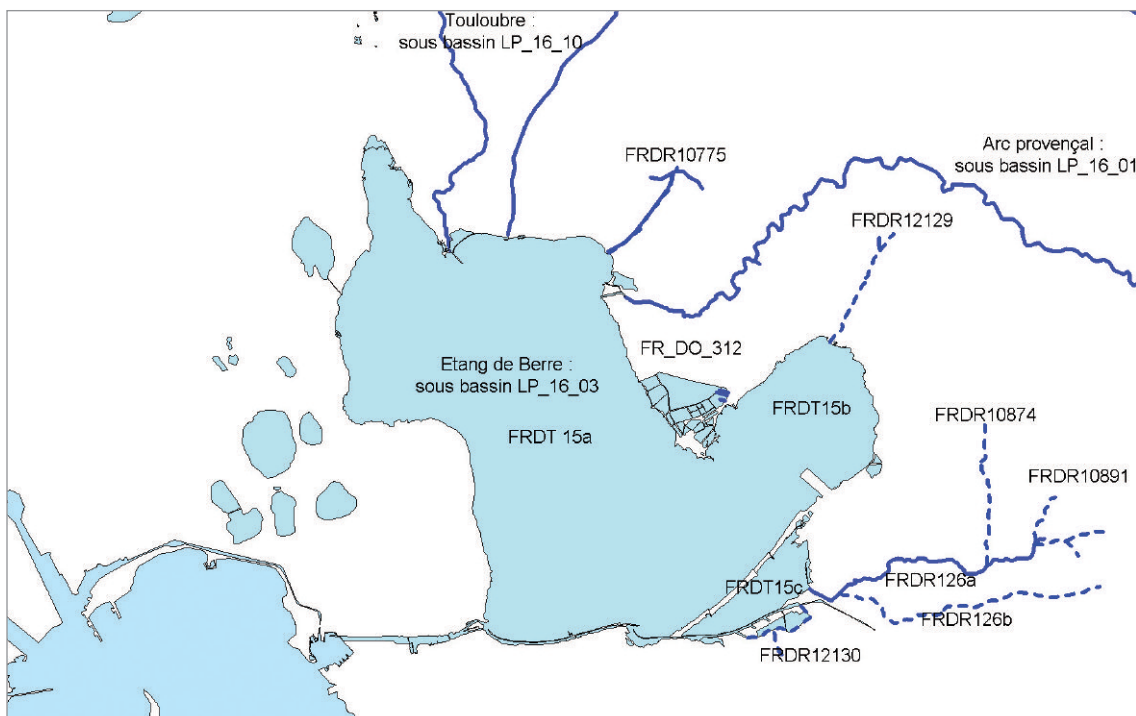 Touloubre :
sous bassin LP_16_10
Arc provençal :
sous bassin LP_16_01
FRDR10775
FRDR12129
FR_DO_312
Etang de Berre :
sous bassin LP_16_03
FRDT15b
FRDR10874
FRDT 15a
FRDR10891
FRDT15c
FRDR126a
FRDR126b
FRDR12130